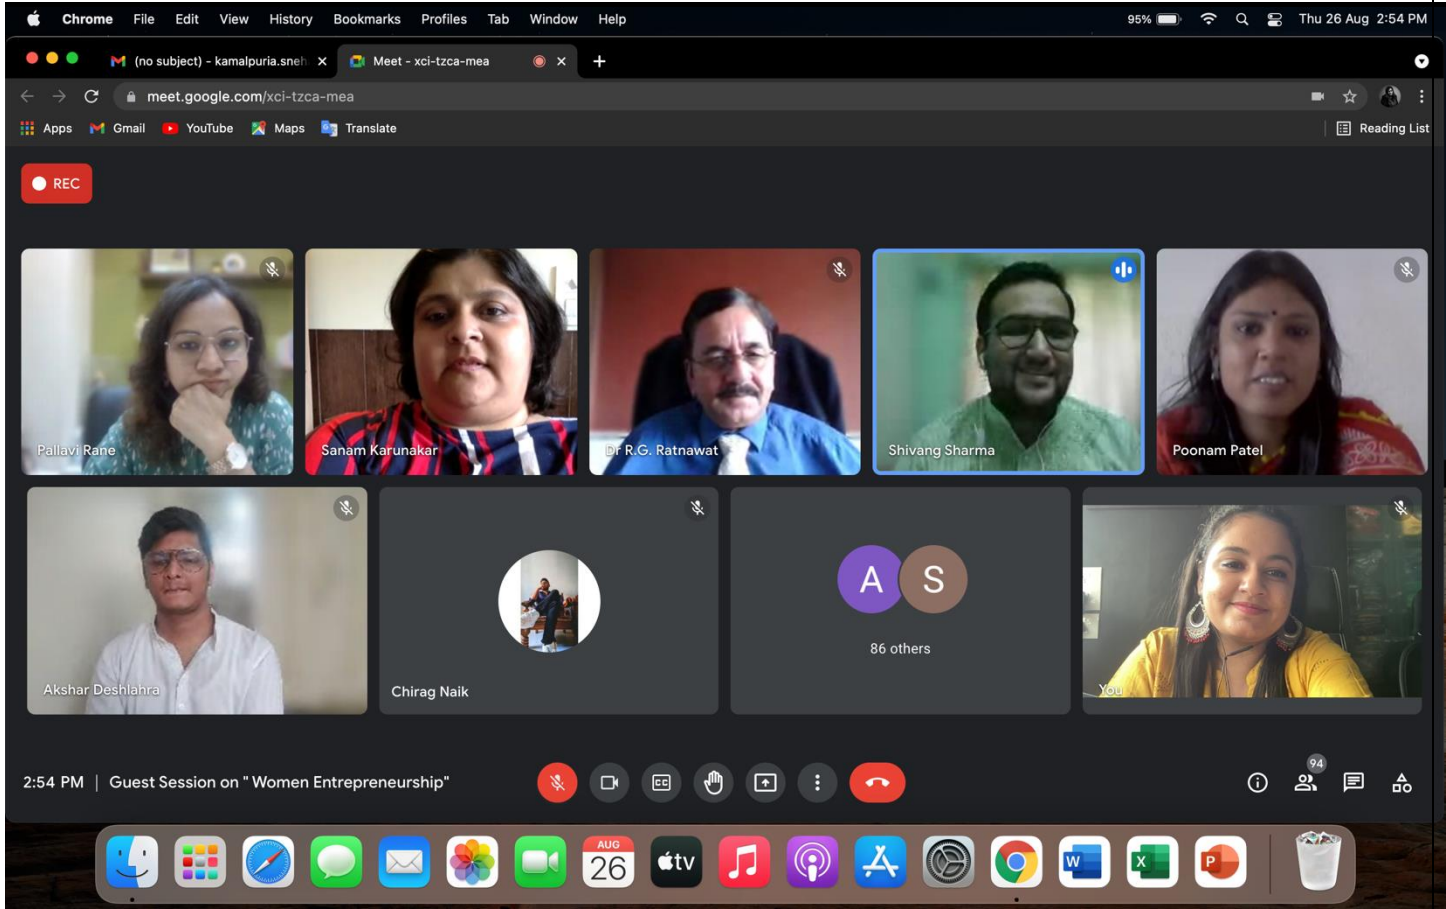 Chrome File Edit View History Bookmarks Profiles Tab Window Help 95% Thu 26 Aug 2:54 PM
(no subject) - kamalpuria.sneh Meet - xci-tzca-mea
meet.google.com/xci-tzca-mea
Apps Gmail YouTube Maps Translate Reading List
REC
Pallavi Rane Sanam Karunakar Dr R.G. Ratnawat Shivang Sharma Poonam Patel
A S
86 others
Akshar Deshlahra Chirag Naik You
94
2:54 PM | Guest Session on " Women Entrepreneurship"
CC
AUG
26 tv W X P